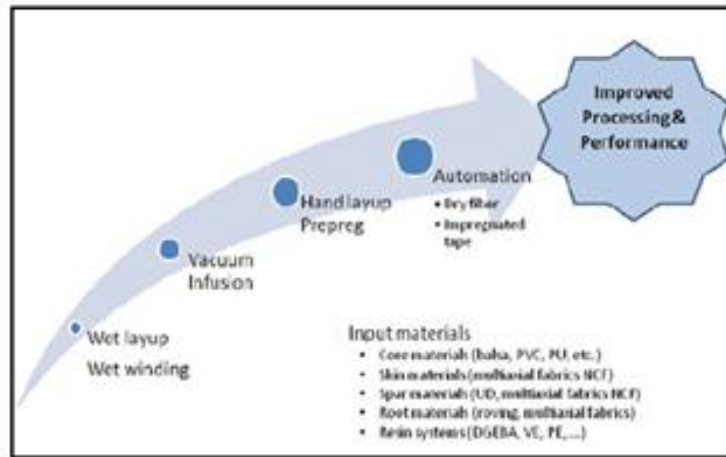 Improved
Processing &
Performance
Automation
• Dry fiber
• Impregnated
tape
Hand layup
Prepreg
Vacuum
Infusion
Wet layup
Wet winding
Input materials
• Core materials (balsa, PVC, PU, etc.)
• Skin materials (multiaxial fabrics NCF)
• Spar materials (UD, multiaxial fabrics NCF)
• Root materials (roving, multiaxial fabrics)
• Resin systems (DGEBA, VE, PE, ...)